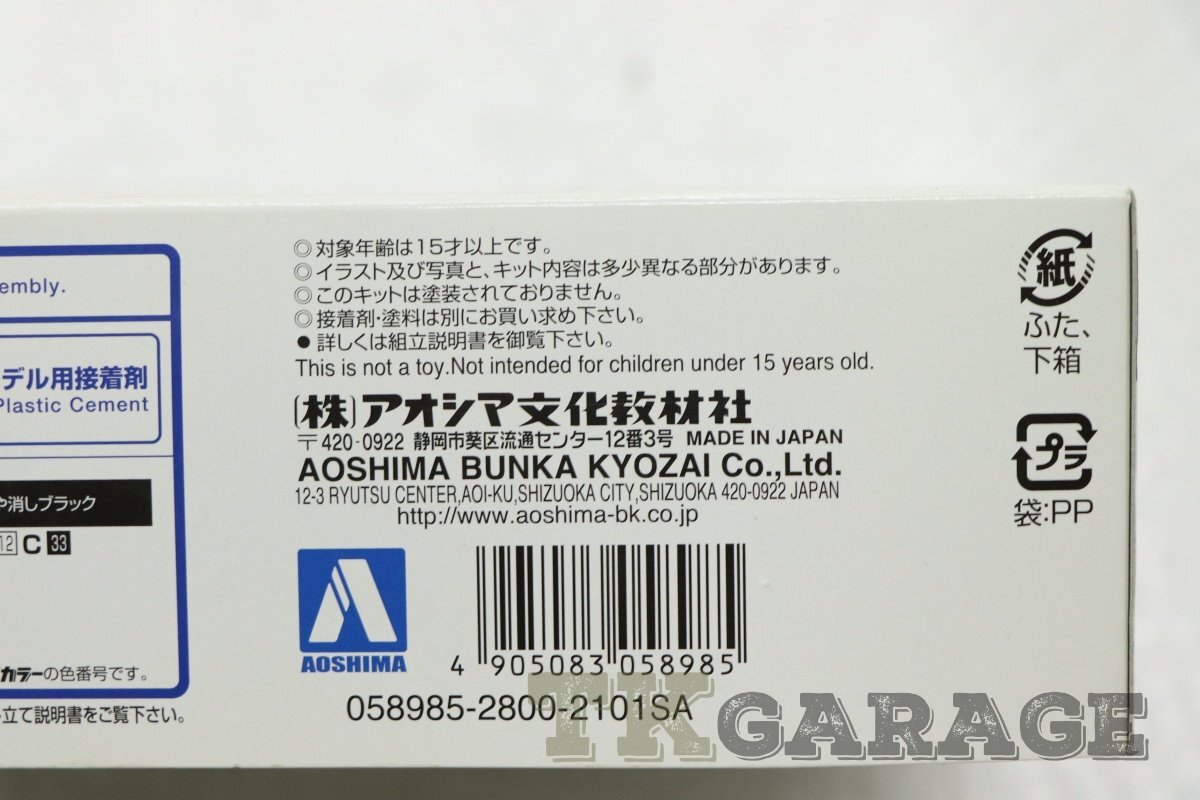 embly.
デル用接着剤
Plastic Cement
や消しブラック
12 C 33
カラーの色番号です。
立て説明書をご覧下さい。
◎対象年齢は15才以上です。
◎イラスト及び写真と、キット内容は多少異なる部分があります。
◎このキットは塗装されておりません。
◎接着剤・塗料は別にお買い求め下さい。
●詳しくは組立説明書を御覧下さい。
This is not a toy.Not intended for children under 15 years old.
(株)アオシマ文化教材社
〒420-0922 静岡市葵区流通センター12番3号 MADE IN JAPAN
AOSHIMA BUNKA KYOZAI Co.,Ltd.
12-3 RYUTSU CENTER,AOI-KU,SHIZUOKA CITY,SHIZUOKA 420-0922 JAPAN
http://www.aoshima-bk.co.jp
AOSHIMA
4 905083 058985
058985-2800-2101SA
紙
ふた、
下箱
プラ
袋:PP
TK GARAGE